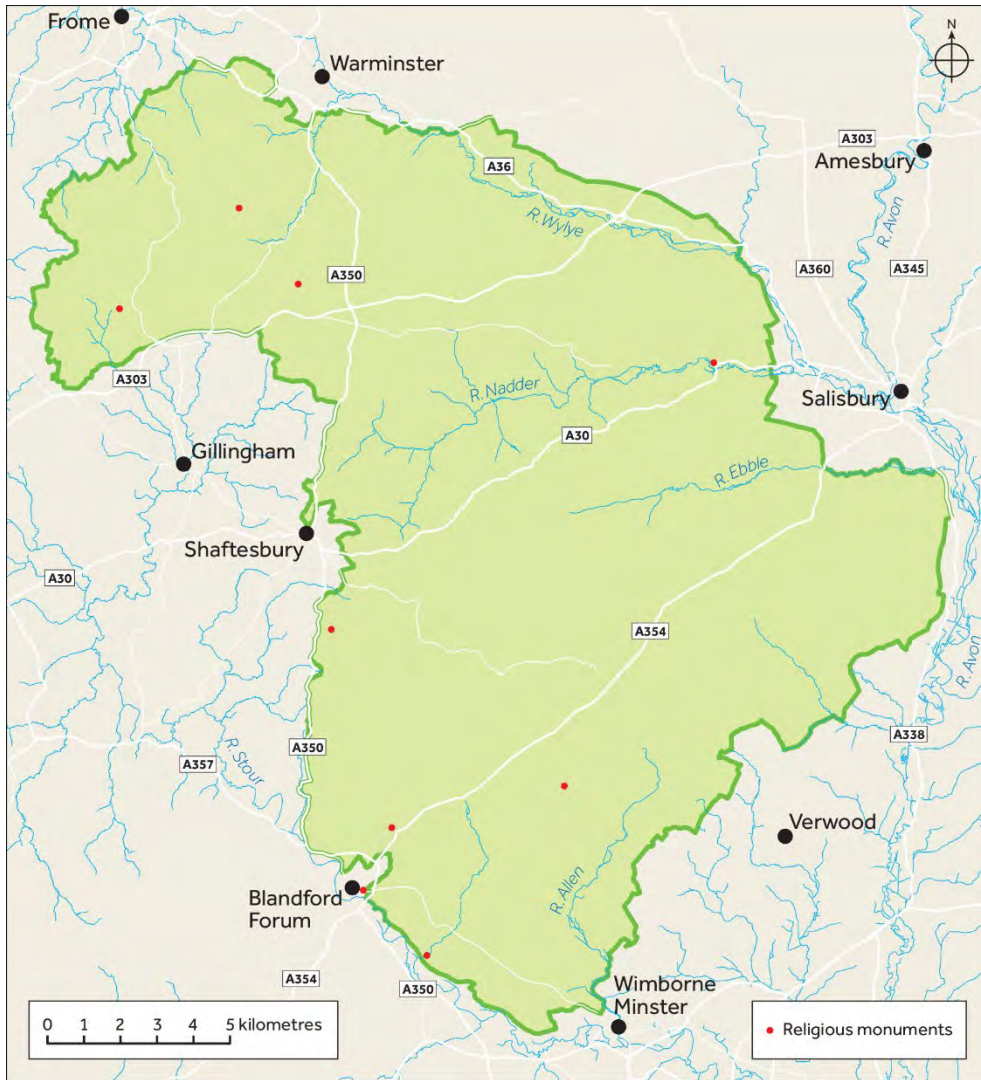 Frome
Warminster
N
A303
Amesbury
A36
R. Wylye
R. Avon
A350
A360
A345
A303
R. Nadder
Salisbury
A30
Gillingham
R. Ebble
Shaftesbury
A30
A354
R. Avon
A350
A338
A357
R. Stour
Verwood
Blandford
Forum
R. Allen
A354
A350
Wimborne
Minster
0 1 2 3 4 5 kilometres
Religious monuments